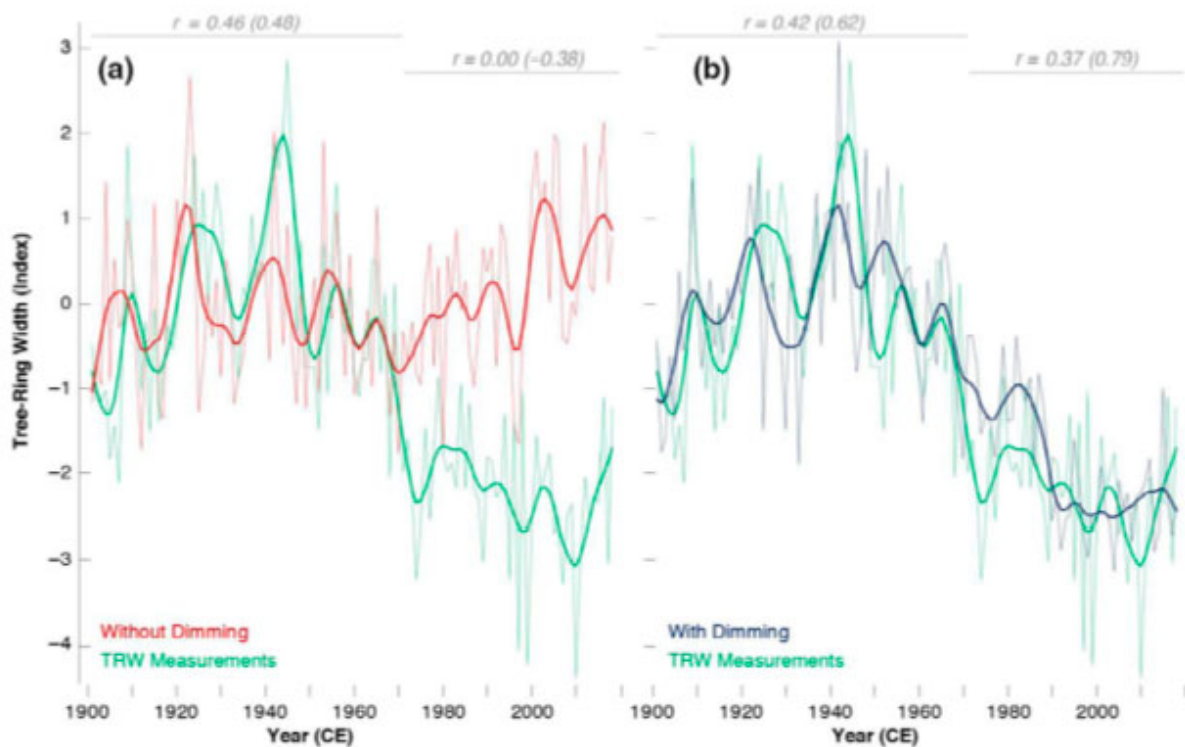 r = 0.46 (0.48)
r = 0.00 (−0.38)
r = 0.42 (0.62)
r = 0.37 (0.79)
(a)
(b)
3
2
1
0
−1
−2
−3
−4
Tree-Ring Width (Index)
Without Dimming
TRW Measurements
With Dimming
TRW Measurements
1900 1920 1940 1960 1980 2000
1900 1920 1940 1960 1980 2000
Year (CE)
Year (CE)